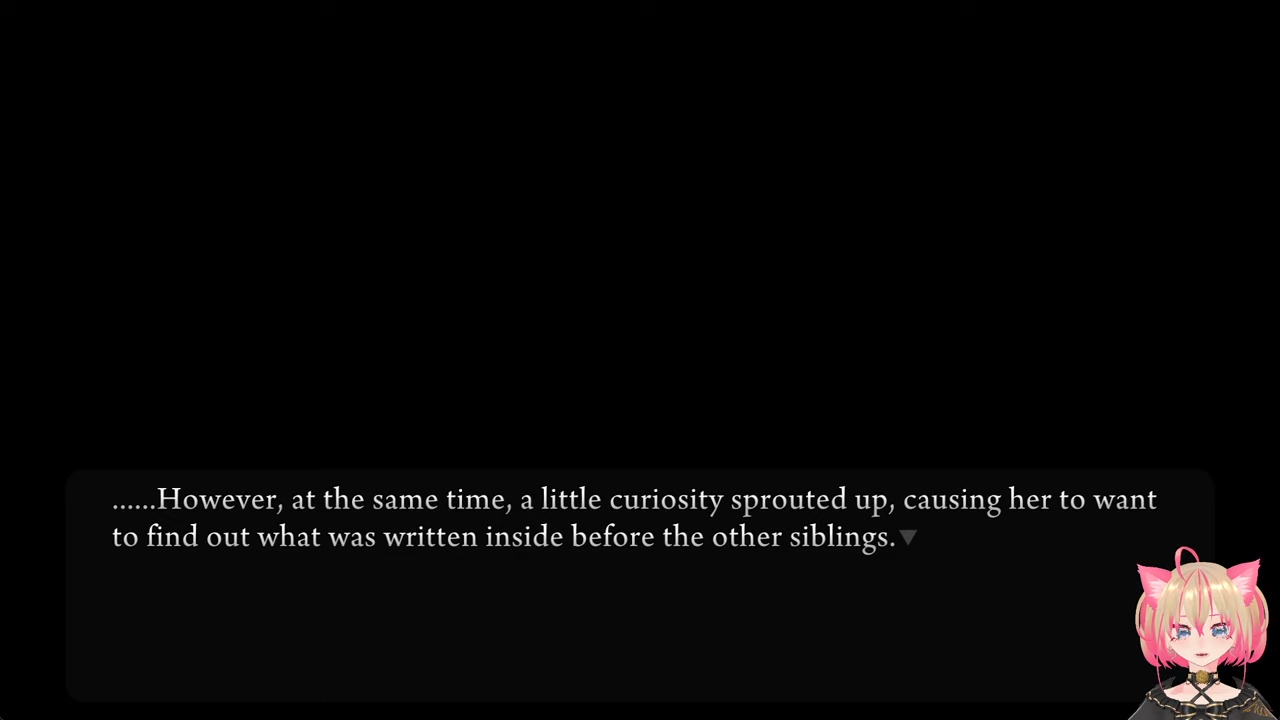 ......However, at the same time, a little curiosity sprouted up, causing her to want
to find out what was written inside before the other siblings.